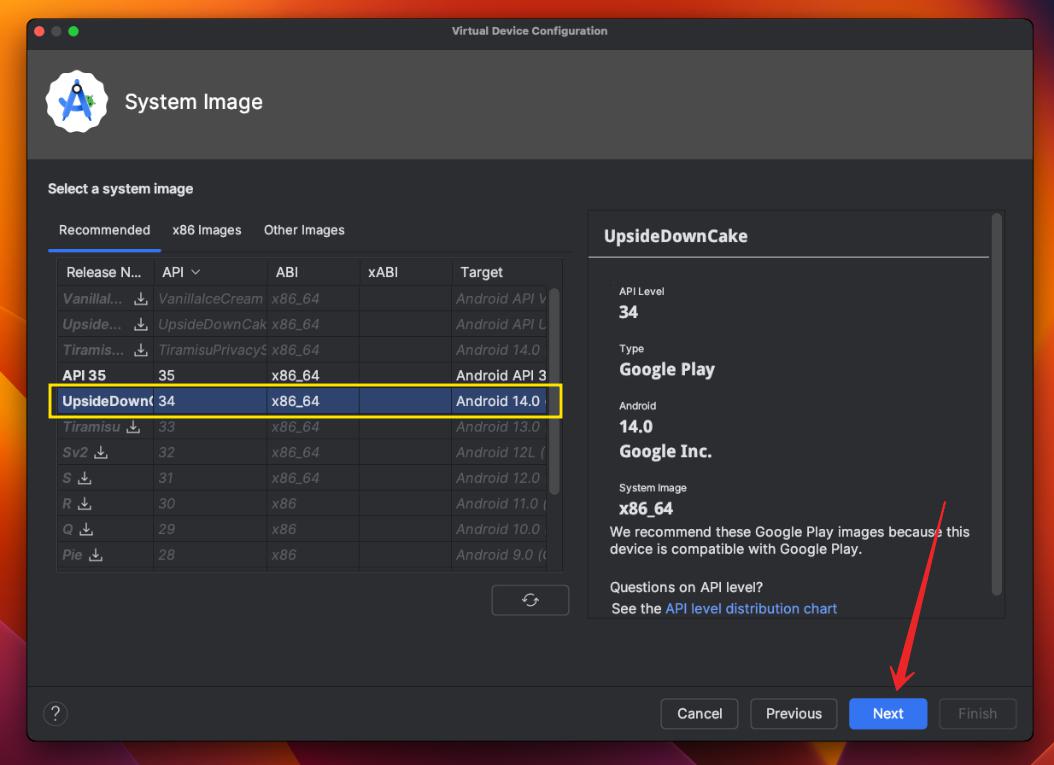 Virtual Device Configuration
System Image
Select a system image
Recommended x86 Images Other Images
Release N... API ABI xABI Target
Vanillal... VanillaIceCream x86_64 Android API V
Upside... UpsideDownCak x86_64 Android API U
Tiramis... TiramisuPrivacyS x86_64 Android 14.0
API 35 35 x86_64 Android API 3
UpsideDownC 34 x86_64 Android 14.0
Tiramisu 33 x86_64 Android 13.0
Sv2 32 x86_64 Android 12L (
S 31 x86_64 Android 12.0
R 30 x86 Android 11.0 (
Q 29 x86 Android 10.0
Pie 28 x86 Android 9.0 (G
UpsideDownCake
API Level
34
Type
Google Play
Android
14.0
Google Inc.
System Image
x86_64
We recommend these Google Play images because this
device is compatible with Google Play.
Questions on API level?
See the API level distribution chart
? Cancel Previous Next Finish